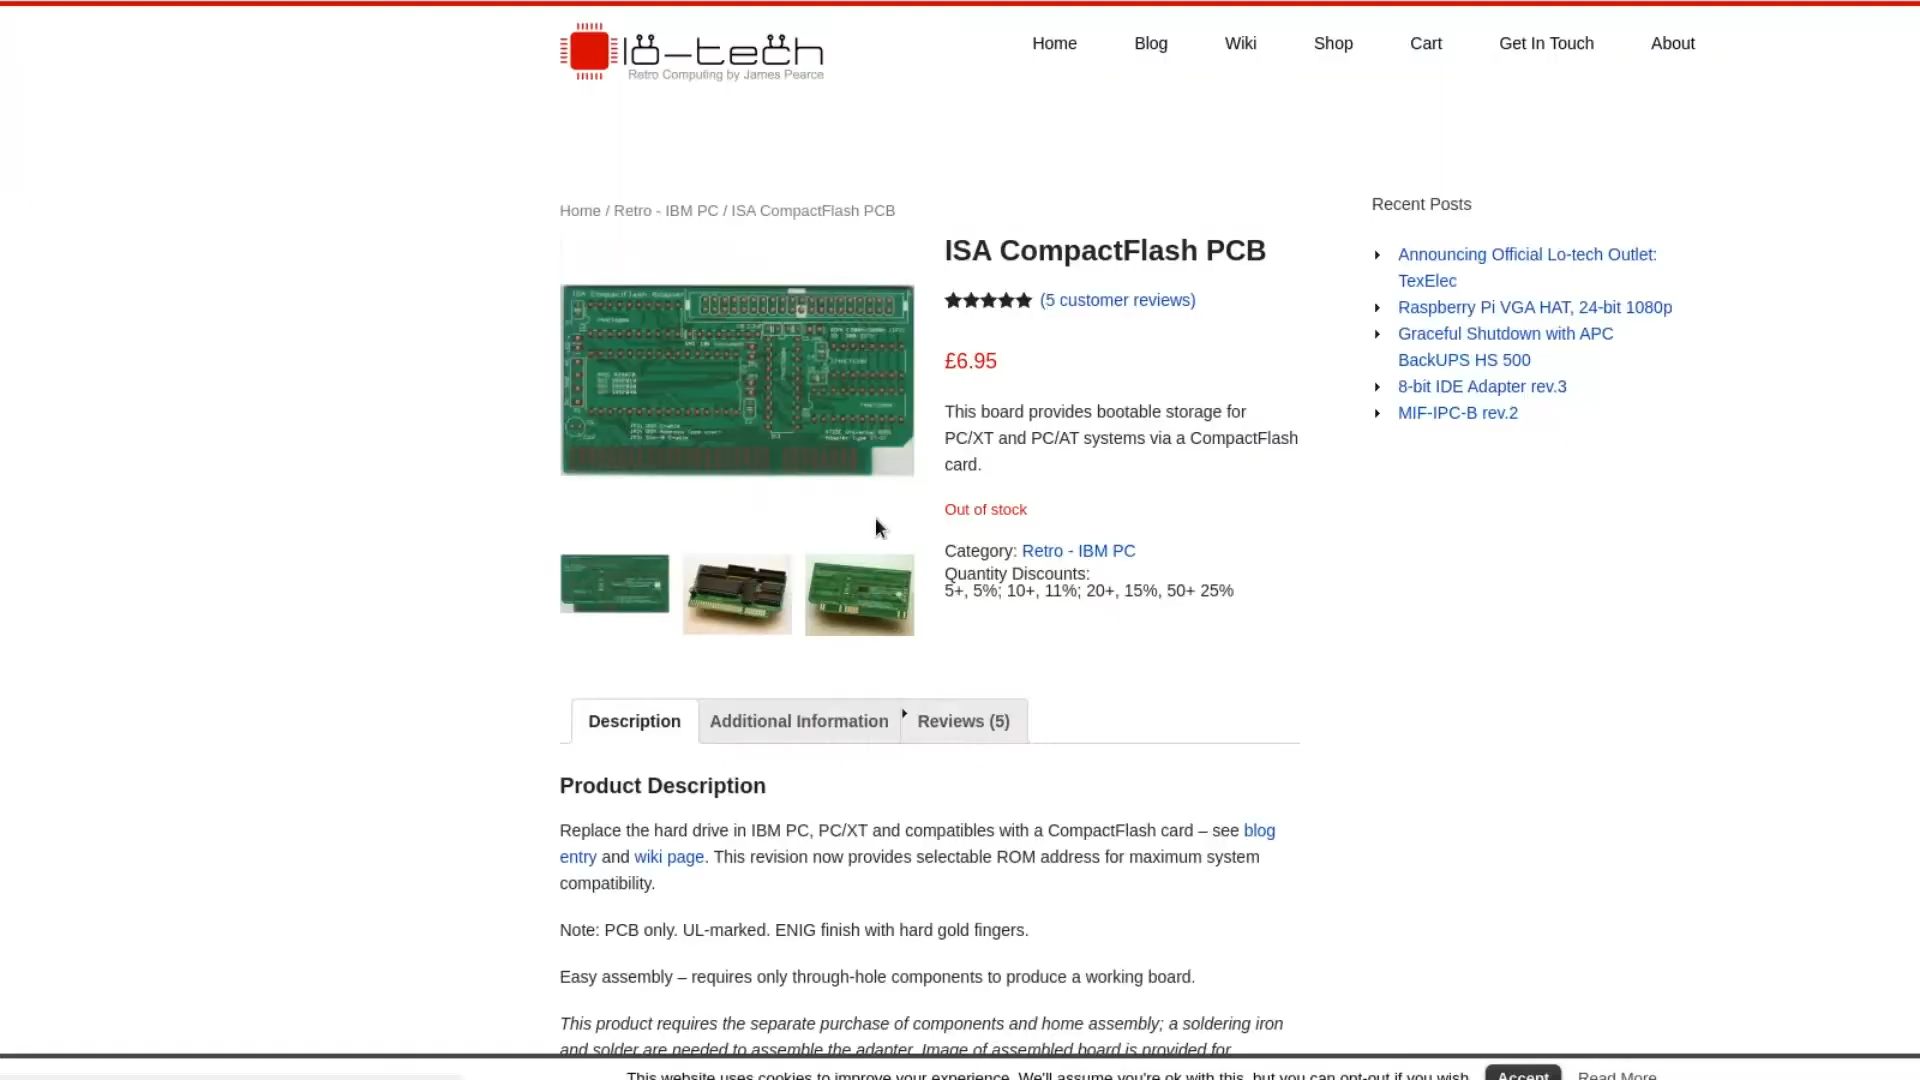 lo-tech
Retro Computing by James Pearce
Home
Blog
Wiki
Shop
Cart
Get In Touch
About
Home / Retro - IBM PC / ISA CompactFlash PCB
ISA CompactFlash PCB
(5 customer reviews)
£6.95
This board provides bootable storage for
PC/XT and PC/AT systems via a CompactFlash
card.
Out of stock
Category: Retro - IBM PC
Quantity Discounts:
5+, 5%; 10+, 11%; 20+, 15%, 50+ 25%
Recent Posts
Announcing Official Lo-tech Outlet:
TexElec
Raspberry Pi VGA HAT, 24-bit 1080p
Graceful Shutdown with APC
BackUPS HS 500
8-bit IDE Adapter rev.3
MIF-IPC-B rev.2
ISA CompactFlash Adapter
Description
Additional Information
Reviews (5)
Product Description
Replace the hard drive in IBM PC, PC/XT and compatibles with a CompactFlash card – see blog
entry and wiki page. This revision now provides selectable ROM address for maximum system
compatibility.
Note: PCB only. UL-marked. ENIG finish with hard gold fingers.
Easy assembly – requires only through-hole components to produce a working board.
This product requires the separate purchase of components and home assembly; a soldering iron
and solder are needed to assemble the adapter. Image of assembled board is provided for
This website uses cookies to improve your experience. We'll assume you're ok with this, but you can opt-out if you wish.
Accept
Read More